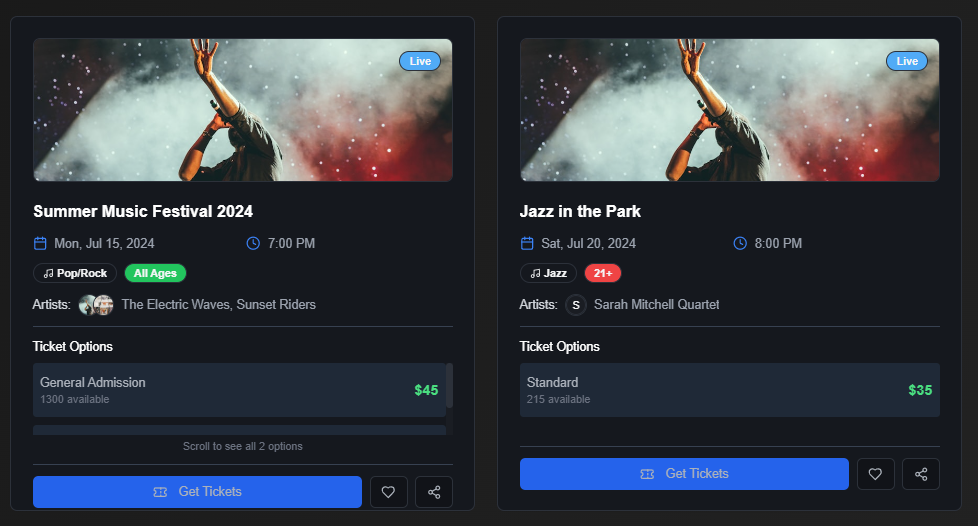 Live
Summer Music Festival 2024
Mon, Jul 15, 2024 7:00 PM
Pop/Rock All Ages
Artists: The Electric Waves, Sunset Riders
Ticket Options
General Admission
$45
1300 available
Scroll to see all 2 options
Get Tickets
Live
Jazz in the Park
Sat, Jul 20, 2024 8:00 PM
Jazz 21+
Artists: S Sarah Mitchell Quartet
Ticket Options
Standard
$35
215 available
Get Tickets